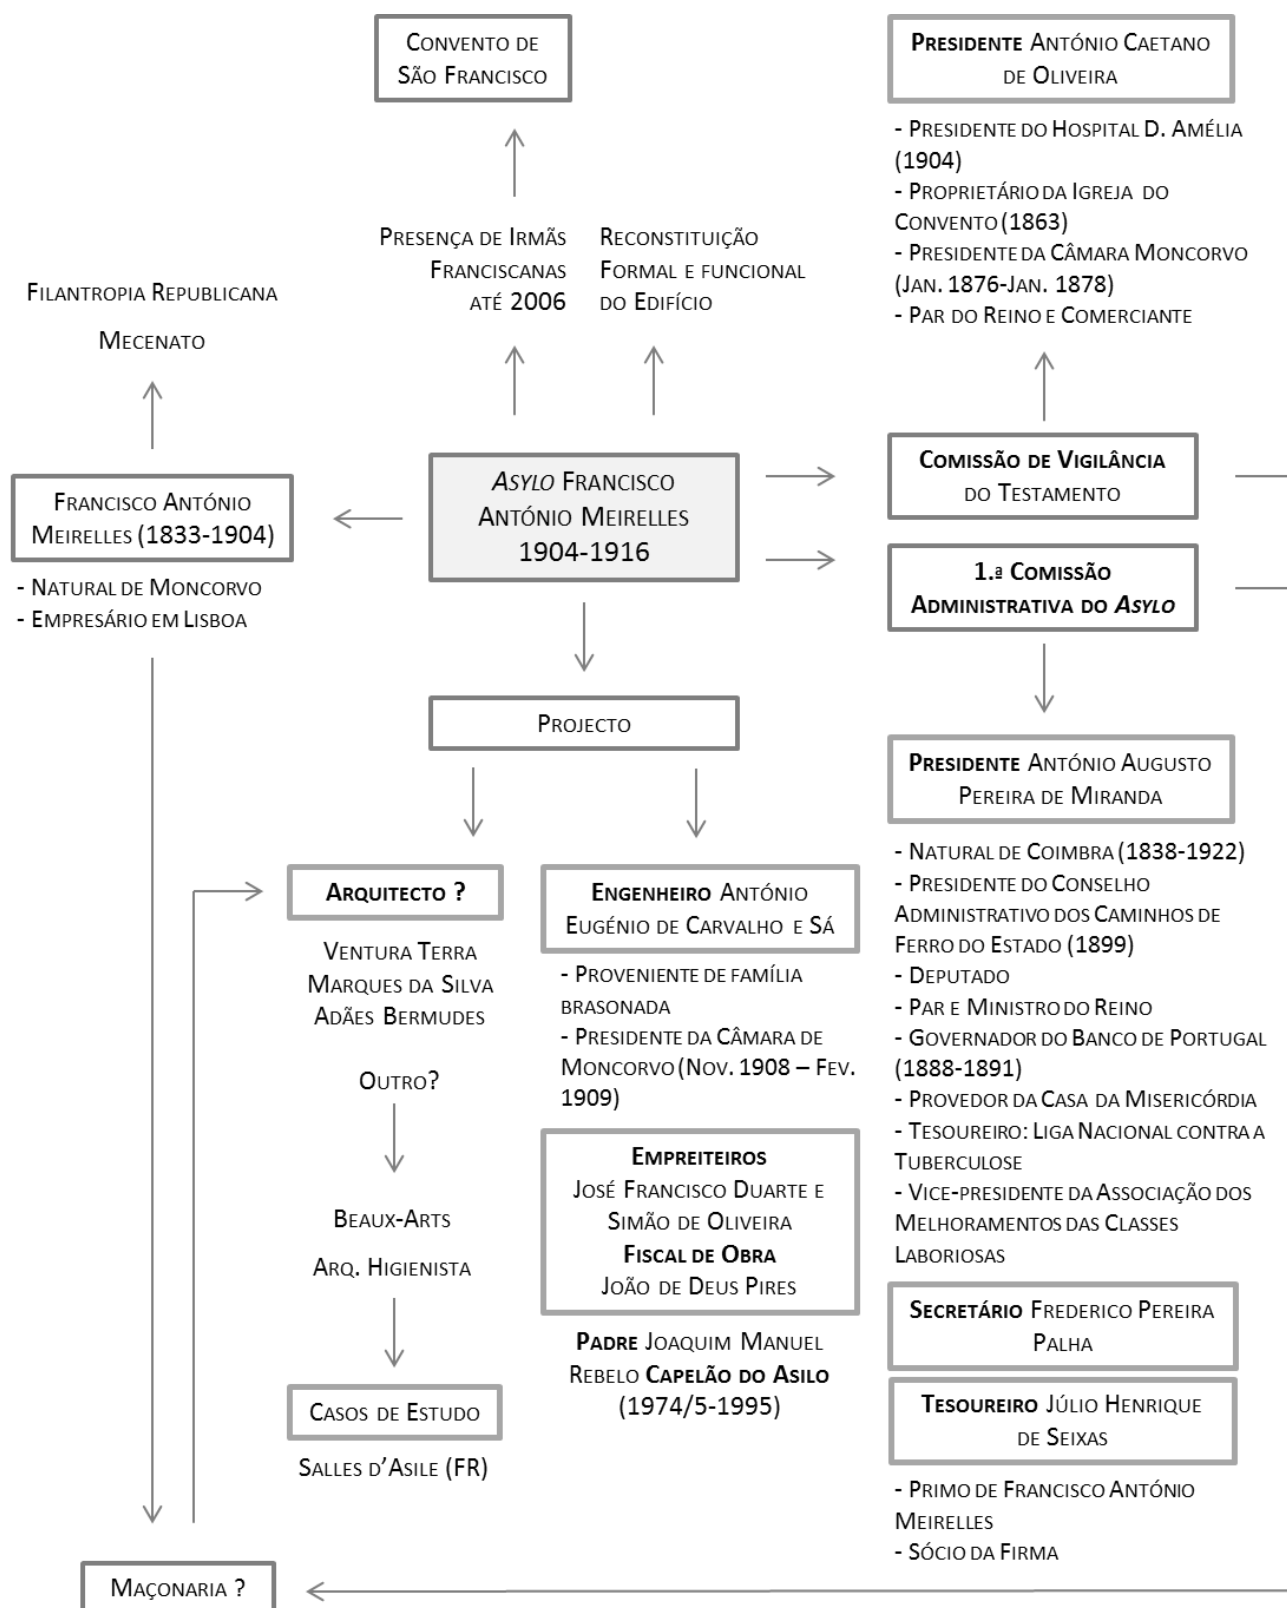 Convento de
São Francisco
Presença de Irmãs
Franciscanas
até 2006
Reconstituição
Formal e funcional
do Edifício
Filantropia Republicana
Mecenato
Francisco António
Meirelles (1833-1904)
- Natural de Moncorvo
- Empresário em Lisboa
Asylo Francisco
António Meirelles
1904-1916
Presidente António Caetano
de Oliveira
- Presidente do Hospital D. Amélia
(1904)
- Proprietário da Igreja do
Convento (1863)
- Presidente da Câmara Moncorvo
(Jan. 1876-Jan. 1878)
- Par do Reino e Comerciante
Comissão de Vigilância
do Testamento
1.ª Comissão
Administrativa do Asylo
Projecto
Arquitecto ?
Ventura Terra
Marques da Silva
Adães Bermudes
Outro?
Beaux-Arts
Arq. Higienista
Casos de Estudo
Salles d'Asile (FR)
Engenheiro António
Eugénio de Carvalho e Sá
- Proveniente de família
brasonada
- Presidente da Câmara de
Moncorvo (Nov. 1908 – Fev.
1909)
Empreiteiros
José Francisco Duarte e
Simão de Oliveira
Fiscal de Obra
João de Deus Pires
Padre Joaquim Manuel
Rebelo Capelão do Asilo
(1974/5-1995)
Presidente António Augusto
Pereira de Miranda
- Natural de Coimbra (1838-1922)
- Presidente do Conselho
Administrativo dos Caminhos de
Ferro do Estado (1899)
- Deputado
- Par e Ministro do Reino
- Governador do Banco de Portugal
(1888-1891)
- Provedor da Casa da Misericórdia
- Tesoureiro: Liga Nacional contra a
Tuberculose
- Vice-presidente da Associação dos
Melhoramentos das Classes
Laboriosas
Secretário Frederico Pereira
Palha
Tesoureiro Júlio Henrique
de Seixas
- Primo de Francisco António
Meirelles
- Sócio da Firma
Maçonaria ?